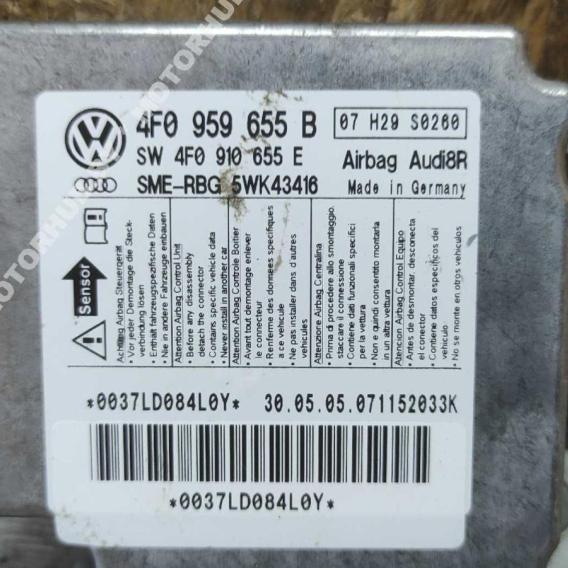 4F0 959 655 B
07 H29 S0260
SW 4F0 910 655 E
Airbag Audi8R
SME-RBG 5WK43416
Made in Germany
Sensor
Achtung Airbag Steuergerät
• Vor jeder Demontage die Steck-
verbindung lösen
• Enthält fahrzeugspezifische Daten
• Nie in andere Fahrzeuge einbauen
Attention Airbag Control Unit
• Before any disassembly
detach the connector
• Contains specific vehicle data
• Never install in another car
Attention Airbag Controle Boitier
• Avant tout demontage enlever
le connecteur
• Renferme des donnees specifiques
a ce vehicle
• Ne pas installer dans d'autres
vehicules
Attenzione Airbag Centralina
• Prima di procedere allo smontaggio,
staccare il connessione
• Contiene dati funzionali specifici
per la vettura
• Non e quindi consentito montarla
in un altra vettura
Atencion Airbag Control Equipo
• Antes de desmontar, desconecta
el conector
• Contiene datos especificos del
vehiculo
• No se monte en otros vehiculos
*0037LD084L0Y*
30.05.05.071152033K
*0037LD084L0Y*